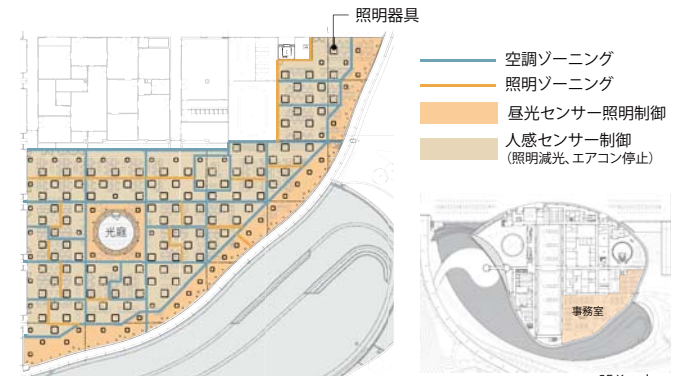 照明器具
空調ゾーニング
照明ゾーニング
昼光センサー照明制御
人感センサー制御
（照明減光、エアコン停止）
光庭
事務室